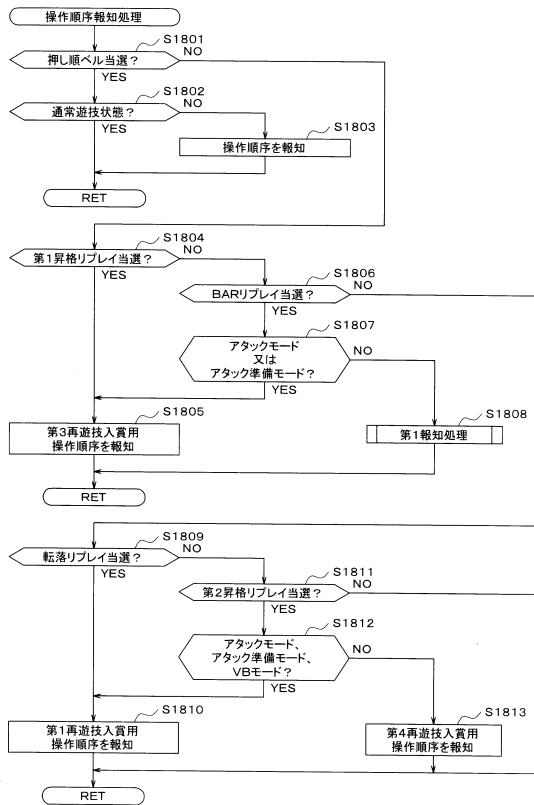 操作順序報知処理
S1801
押し順ベル当選？
NO
YES
S1802
通常遊技状態？
NO
YES
S1803
操作順序を報知
RET
S1804
第1昇格リプレイ当選？
NO
YES
S1806
BARリプレイ当選？
NO
YES
S1807
アタックモード
又は
アタック準備モード？
NO
YES
S1805
第3再遊技入賞用
操作順序を報知
S1808
第1報知処理
RET
S1809
転落リプレイ当選？
NO
YES
S1811
第2昇格リプレイ当選？
NO
YES
S1812
アタックモード、
アタック準備モード、
VBモード？
NO
YES
S1810
第1再遊技入賞用
操作順序を報知
S1813
第4再遊技入賞用
操作順序を報知
RET